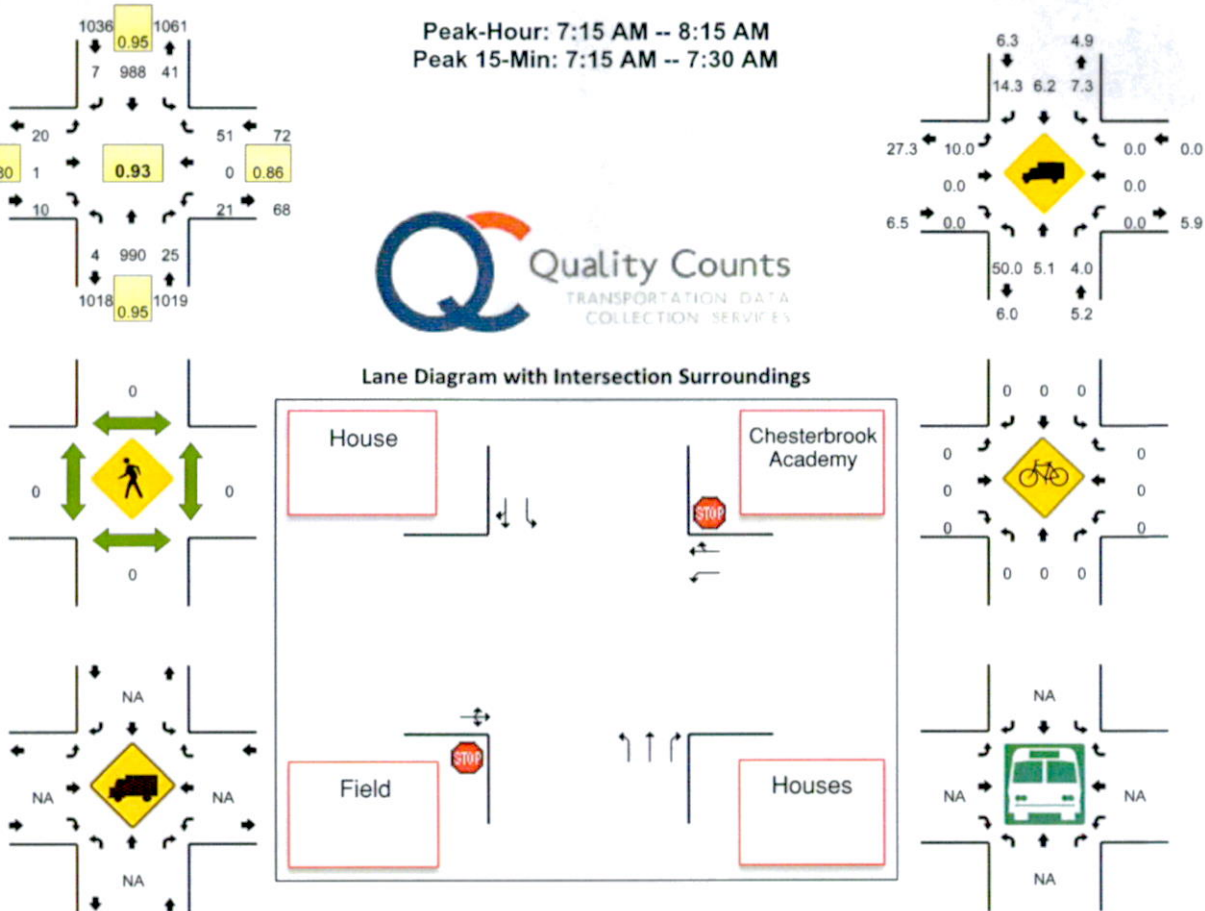 Peak-Hour: 7:15 AM -- 8:15 AM
Peak 15-Min: 7:15 AM -- 7:30 AM
1036 0.95 1061
7 988 41
20 51 72
1 0.93 0 0.86
10 21 68
4 990 25
1018 0.95 1019
6.3 4.9
14.3 6.2 7.3
27.3 10.0 0.0 0.0
0.0 0.0
6.5 0.0 0.0 5.9
50.0 5.1 4.0
6.0 5.2
QC Quality Counts
TRANSPORTATION DATA
COLLECTION SERVICES
0
0 0
0
Lane Diagram with Intersection Surroundings
House
Chesterbrook
Academy
STOP
STOP
Field
Houses
0 0 0
0 0
0 0
0 0
0 0 0
NA
NA NA
NA
NA
NA NA
NA